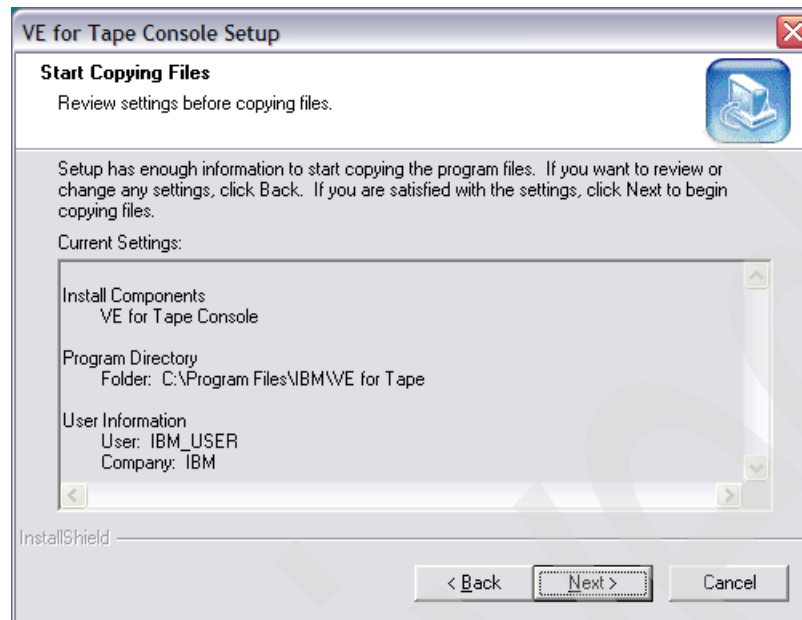 VE for Tape Console Setup
Start Copying Files
Review settings before copying files.
Setup has enough information to start copying the program files.  If you want to review or
change any settings, click Back.  If you are satisfied with the settings, click Next to begin
copying files.
Current Settings:
Install Components
VE for Tape Console
Program Directory
Folder:  C:\Program Files\IBM\VE for Tape
User Information
User:  IBM_USER
Company:  IBM
InstallShield
< Back    Next >    Cancel